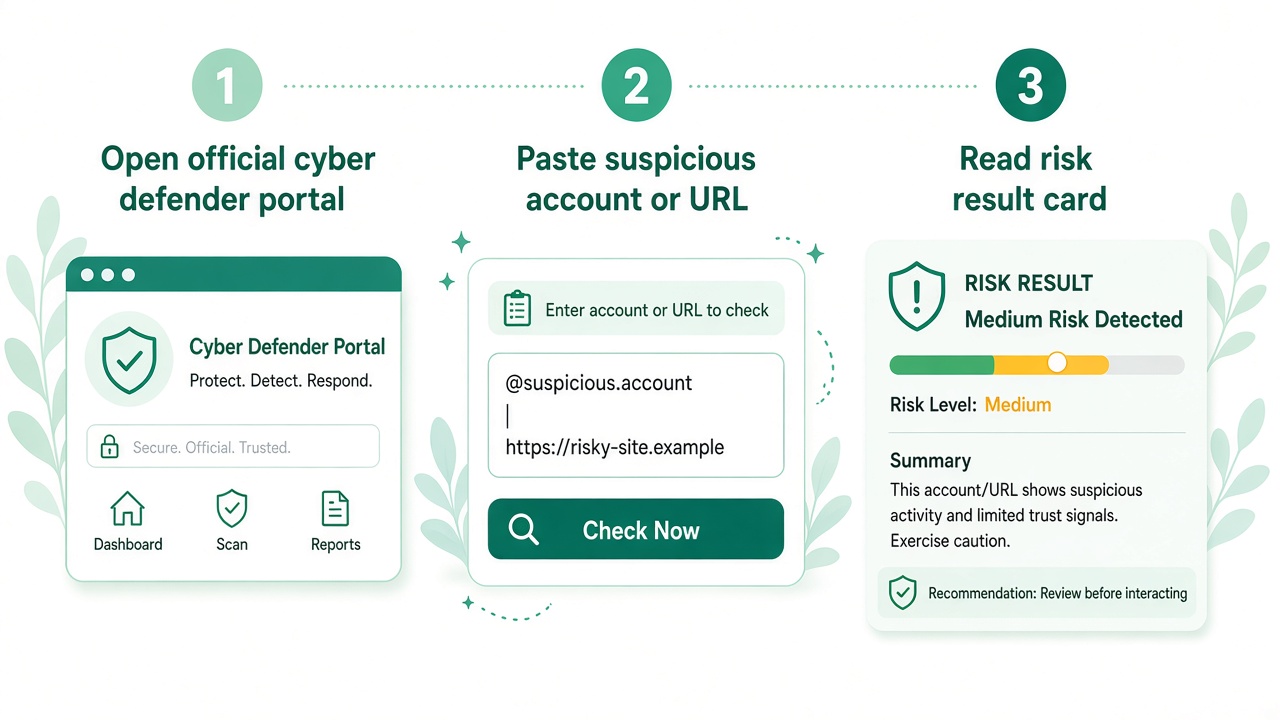 1
Open official cyber
defender portal
Cyber Defender Portal
Protect. Detect. Respond.
Secure. Official. Trusted.
Dashboard
Scan
Reports
2
Paste suspicious
account or URL
Enter account or URL to check
@suspicious.account
|
https://risky-site.example
Check Now
3
Read risk
result card
RISK RESULT
Medium Risk Detected
Risk Level: Medium
Summary
This account/URL shows suspicious
activity and limited trust signals.
Exercise caution.
Recommendation: Review before interacting